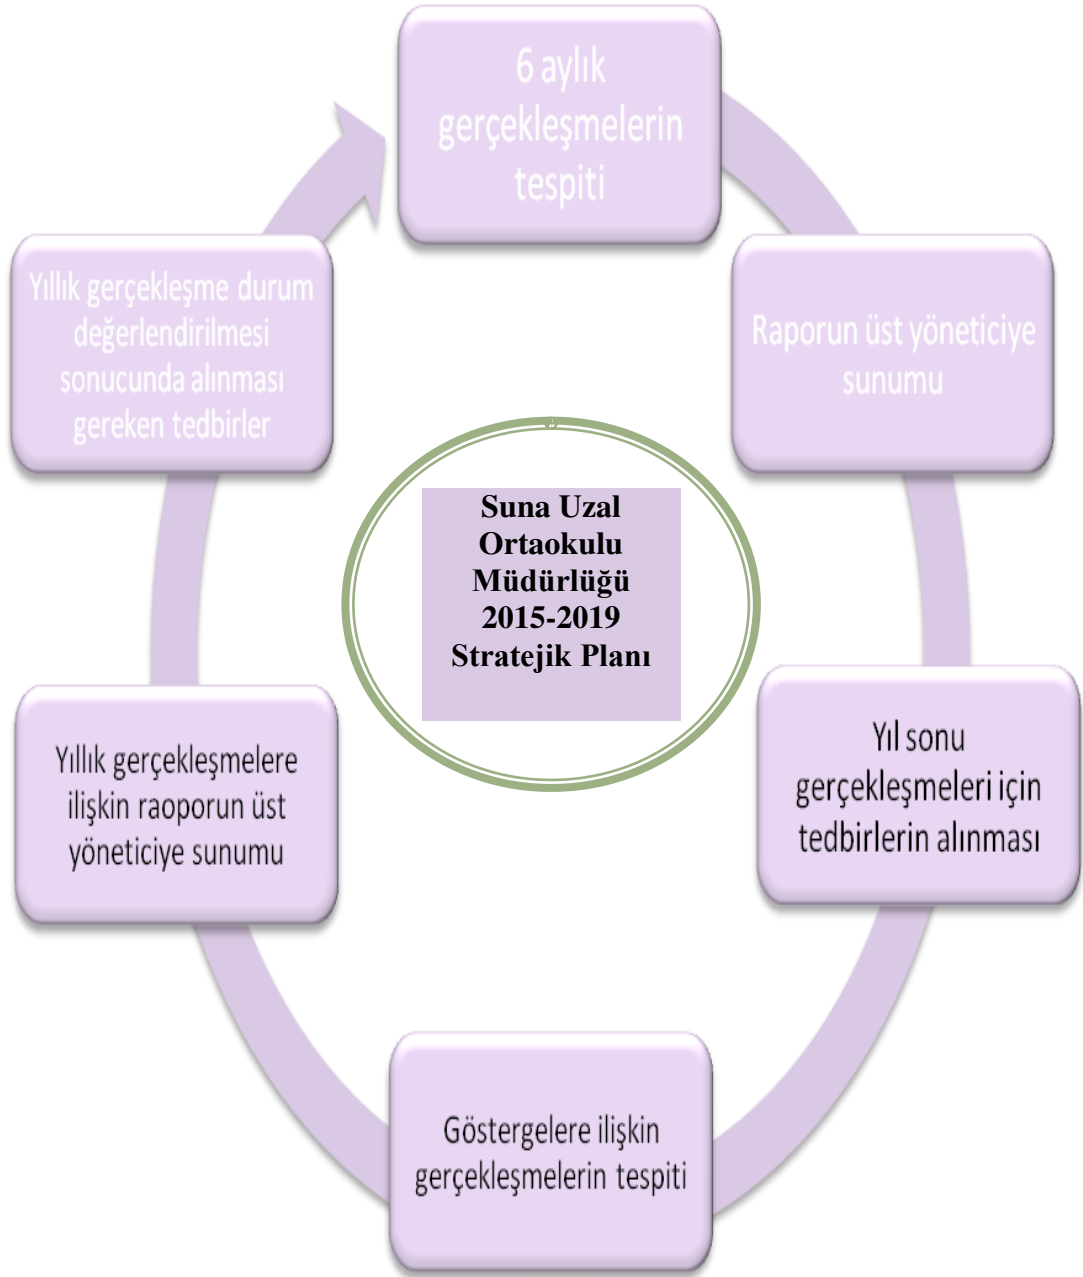 6 aylık
gerçekleşmelerin
tespiti
Raporun üst yöneticiye
sunumu
Yıl sonu
gerçekleşmeleri için
tedbirlerin alınması
Göstergelere ilişkin
gerçekleşmelerin tespiti
Yıllık gerçekleşmelere
ilişkin raoporun üst
yöneticiye sunumu
Yıllık gerçekleşme durum
değerlendirilmesi
sonucunda alınması
gereken tedbirler
Suna Uzal
Ortaokulu
Müdürlüğü
2015-2019
Stratejik Planı